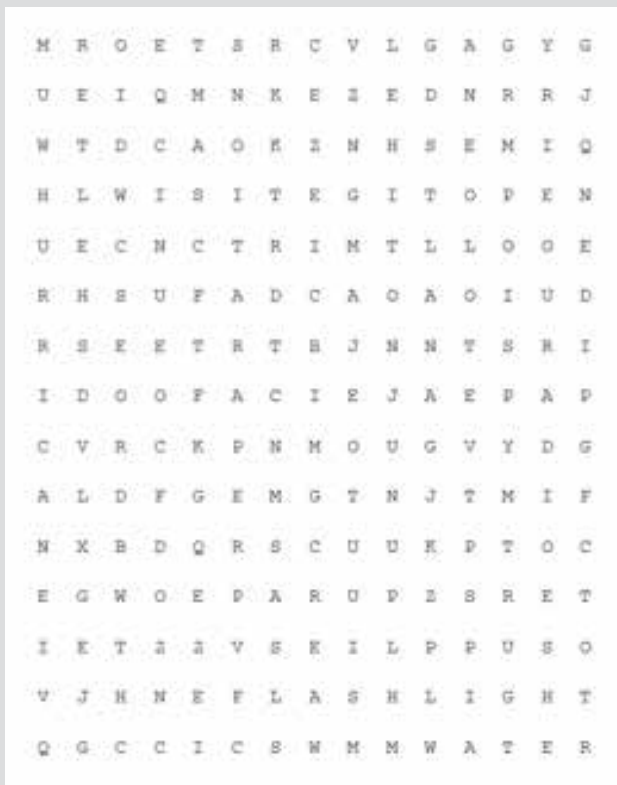 M R O E T S R C V L G A G Y G
U E I Q M N K E Z E D N R R J
W T D C A O K Z N H S E M I Q
H L W I S I T E G I T O P E N
U E C N C T R I M T L L O O E
R H S U F A D C A O A O I U D
R S E E T R T B J N N T S R I
I D O O F A C I E J A E P A P
C V R C K P N M O U G V Y D G
A L D F G E M G T N J T M I F
N X B D Q R S C U U K P T O C
E G W O E P A R U P Z S R E T
I E T Z Z V S K I L P P U S O
V J H N E F L A S H L I G H T
Q G C C I C S W M M W A T E R